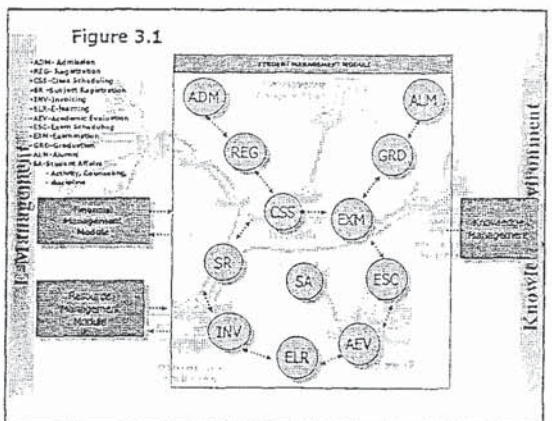 Figure 3.1
•ADM-Admission
•REG-Registration
•CSS-Class Scheduling
•SR-Subject Registration
•INV-Invoicing
•ELR-E-learning
•AEV-Academic Evaluation
•ESC-Exam Scheduling
•EXM-Examination
•GRD-Graduation
•ALM-Alumni
•SA-Student Affairs
- Activity, Counseling,
- discipline
STUDENT MANAGEMENT MODULE
ADM
ALM
REG
GRD
CSS
EXM
SR
SA
ESC
INV
ELR
AEV
Financial
Management
Module
Resources
Management
Module
Knowledge
Management
E-Management